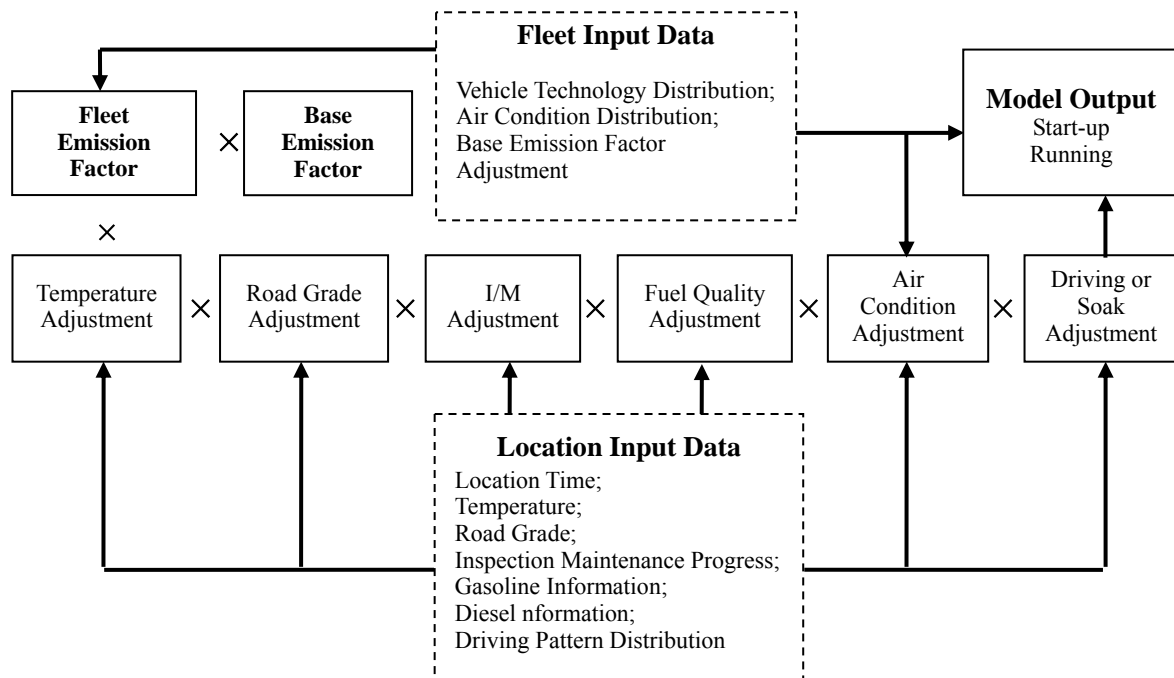 Fleet Input Data
Vehicle Technology Distribution;
Air Condition Distribution;
Base Emission Factor
Adjustment
Fleet
Emission
Factor
×
Base
Emission
Factor
Model Output
Start-up
Running
×
Temperature
Adjustment
×
Road Grade
Adjustment
×
I/M
Adjustment
×
Fuel Quality
Adjustment
×
Air
Condition
Adjustment
×
Driving or
Soak
Adjustment
Location Input Data
Location Time;
Temperature;
Road Grade;
Inspection Maintenance Progress;
Gasoline Information;
Diesel nformation;
Driving Pattern Distribution